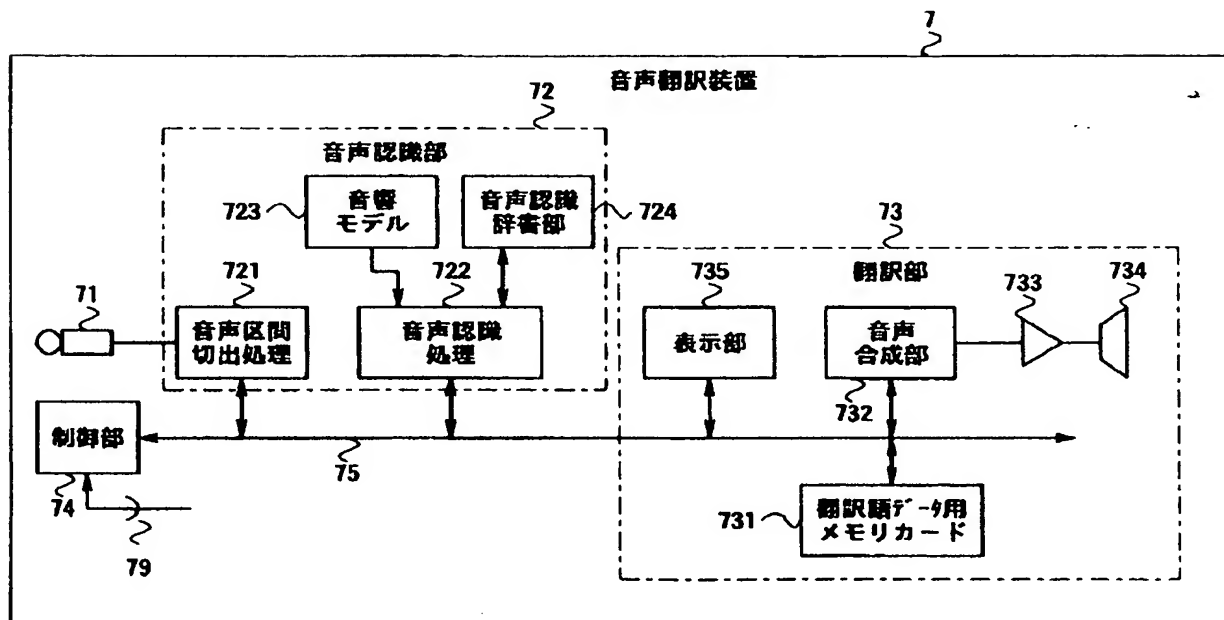 7
音声翻訳装置
72
音声認識部
723
音響
モデル
音声認識
辞書部
724
73
翻訳部
71
721
音声区間
切出処理
722
音声認識
処理
735
表示部
音声
合成部
732
733
734
制御部
74
75
79
731
翻訳語データ用
メモリカード